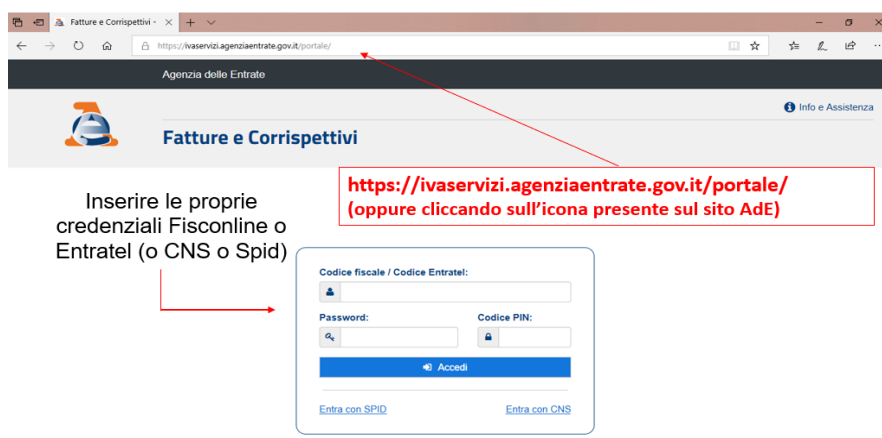 Fatture e Corrispettivi -
https://ivaservizi.agenziaentrate.gov.it/portale/
Agenzia delle Entrate
Info e Assistenza
Fatture e Corrispettivi
https://ivaservizi.agenziaentrate.gov.it/portale/
(oppure cliccando sull'icona presente sul sito AdE)
Inserire le proprie
credenziali Fisconline o
Entratel (o CNS o Spid)
Codice fiscale / Codice Entratel:
Password: Codice PIN:
Accedi
Entra con SPID Entra con CNS